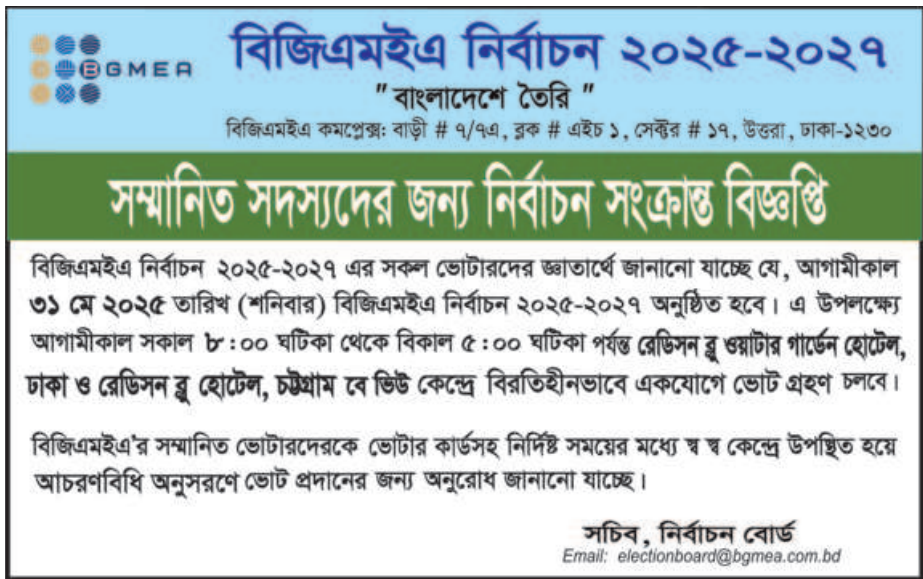 BGMEA
বিজিএমইএ নির্বাচন ২০২৫-২০২৭
" বাংলাদেশে তৈরি "
বিজিএমইএ কমপ্লেক্স: বাড়ী # ৭/৭এ, ব্লক # এইচ ১, সেক্টর # ১৭, উত্তরা, ঢাকা-১২৩০
সম্মানিত সদস্যদের জন্য নির্বাচন সংক্রান্ত বিজ্ঞপ্তি
বিজিএমইএ নির্বাচন ২০২৫-২০২৭ এর সকল ভোটারদের জ্ঞাতার্থে জানানো যাচ্ছে যে, আগামীকাল
৩১ মে ২০২৫ তারিখ (শনিবার) বিজিএমইএ নির্বাচন ২০২৫-২০২৭ অনুষ্ঠিত হবে। এ উপলক্ষ্যে
আগামীকাল সকাল ৮:০০ ঘটিকা থেকে বিকাল ৫:০০ ঘটিকা পর্যন্ত রেডিসন ব্লু ওয়াটার গার্ডেন হোটেল,
ঢাকা ও রেডিসন ব্লু হোটেল, চট্টগ্রাম বে ভিউ কেন্দ্রে বিরতিহীনভাবে একযোগে ভোট গ্রহণ চলবে।
বিজিএমইএ'র সম্মানিত ভোটারদেরকে ভোটার কার্ডসহ নির্দিষ্ট সময়ের মধ্যে স্ব স্ব কেন্দ্রে উপস্থিত হয়ে
আচরণবিধি অনুসরণে ভোট প্রদানের জন্য অনুরোধ জানানো যাচ্ছে।
সচিব, নির্বাচন বোর্ড
Email: electionboard@bgmea.com.bd